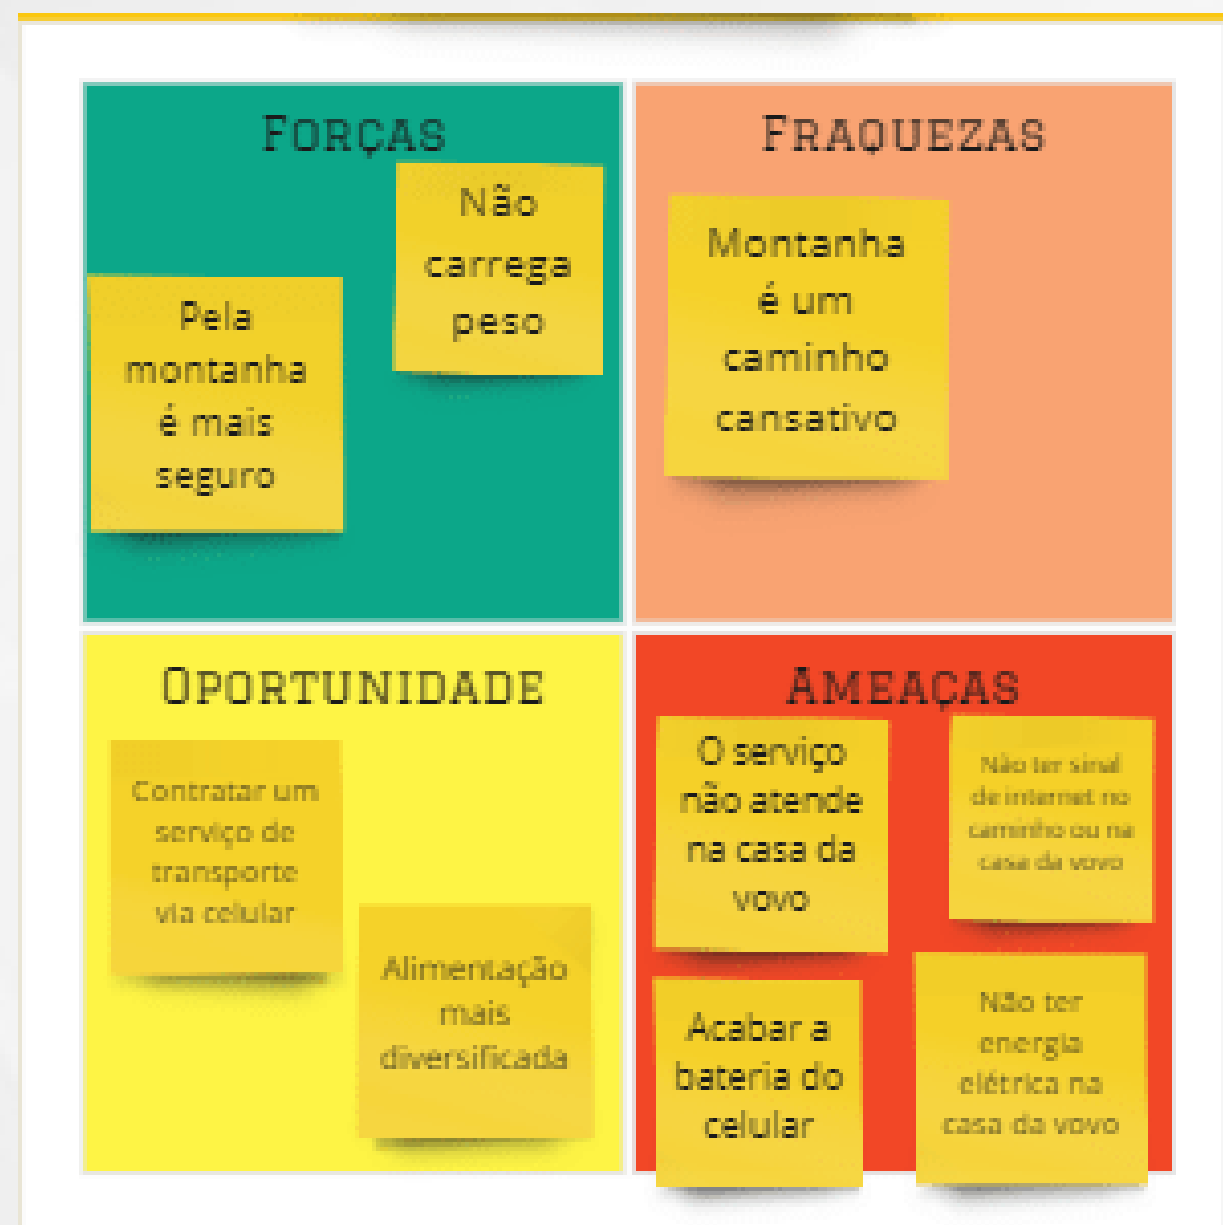 FORÇAS
Não
carrega
peso
Pela
montanha
é mais
seguro
FRAQUEZAS
Montanha
é um
caminho
cansativo
OPORTUNIDADE
Contratar um
serviço de
transporte
via celular
Alimentação
mais
diversificada
AMEAÇAS
O serviço
não atende
na casa da
vovo
Não ter sinal
de internet no
caminho ou na
casa da vovo
Acabar a
bateria do
celular
Não ter
energia
elétrica na
casa da vovo